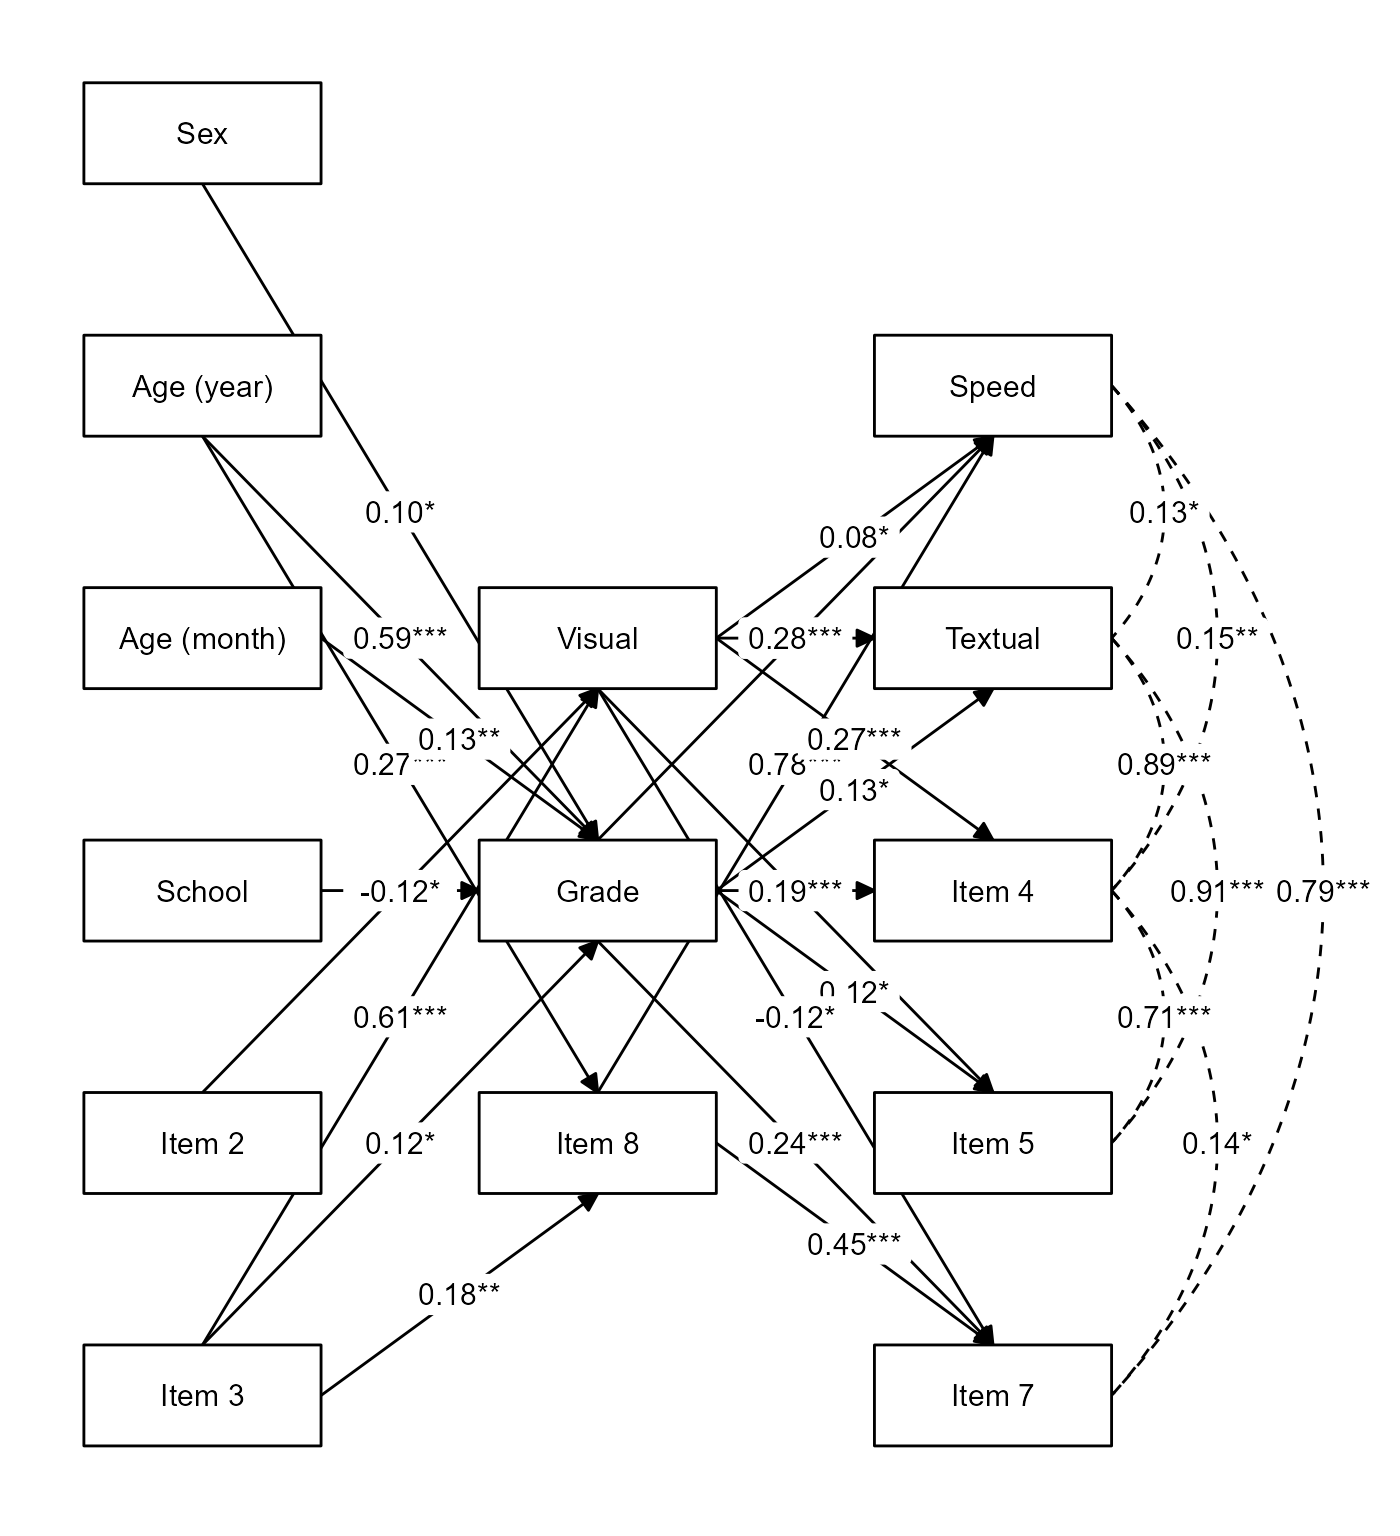 Sex
Age (year)
Speed
0.10*
0.13*
0.08*
Age (month)
0.59***
Visual
0.28***
Textual
0.15**
0.13**
0.27***
0.27***
0.78***
0.13*
0.89***
School
-0.12*
Grade
0.19***
Item 4
0.91***
0.79***
0.12*
0.61***
-0.12*
0.71***
Item 2
0.12*
Item 8
0.24***
Item 5
0.14*
0.45***
0.18**
Item 3
Item 7